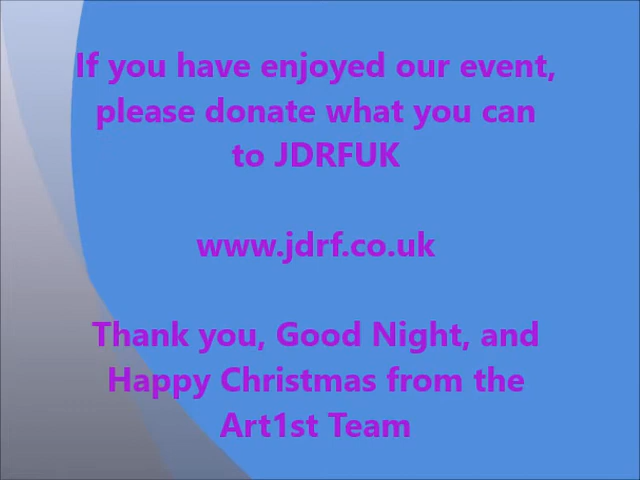 If you have enjoyed our event,
please donate what you can
to JDRFUK
www.jdrf.co.uk
Thank you, Good Night, and
Happy Christmas from the
Art1st Team